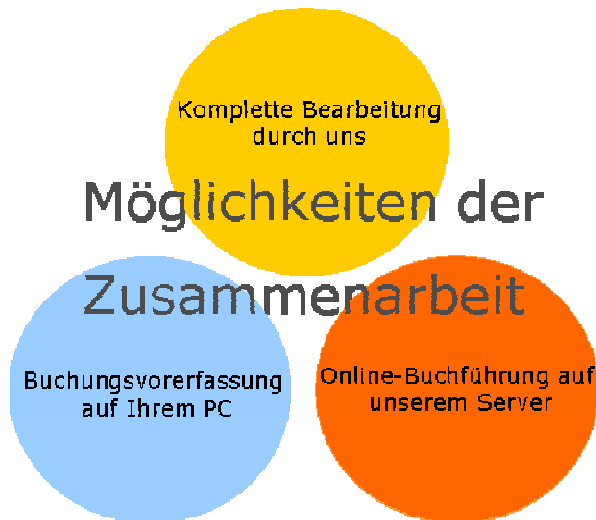 Komplette Bearbeitung
durch uns
Möglichkeiten der
Zusammenarbeit
Buchungsvorerfassung
auf Ihrem PC
Online-Buchführung auf
unserem Server